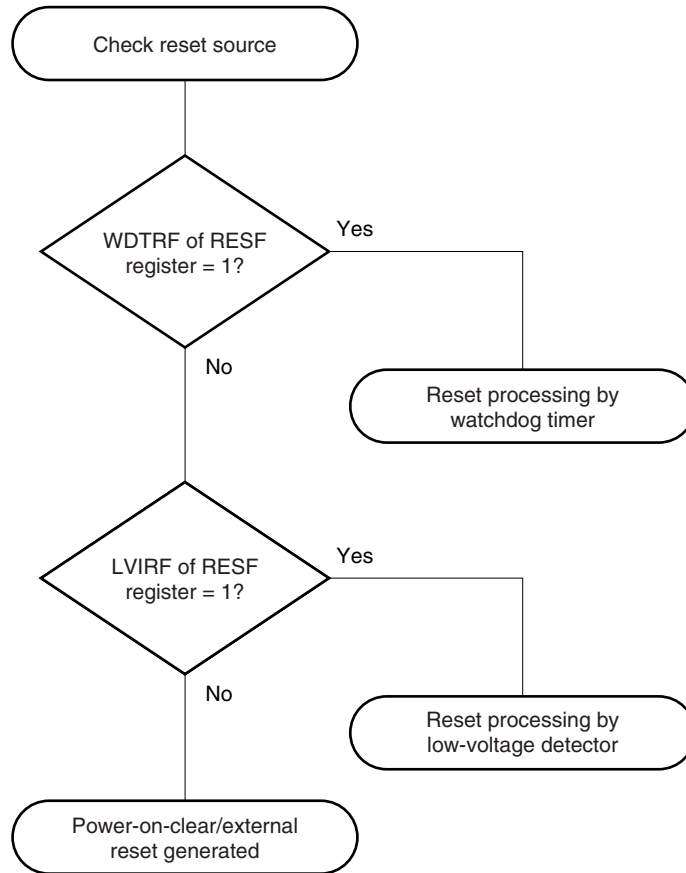 Check reset source
WDTRF of RESF
register = 1?
Yes
No
Reset processing by
watchdog timer
LVIRF of RESF
register = 1?
Yes
No
Reset processing by
low-voltage detector
Power-on-clear/external
reset generated